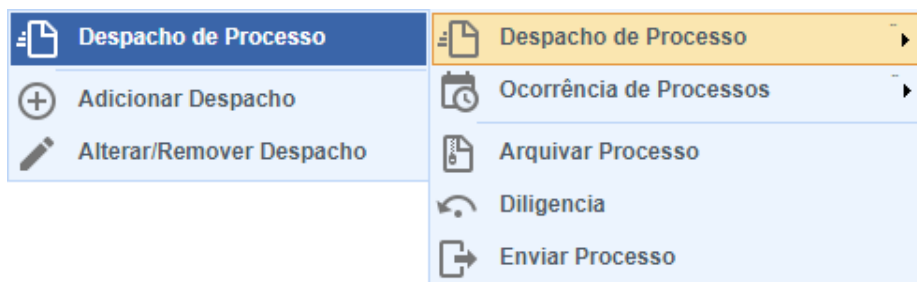 Despacho de Processo
Adicionar Despacho
Alterar/Remover Despacho
Despacho de Processo
Ocorrência de Processos
Arquivar Processo
Diligencia
Enviar Processo